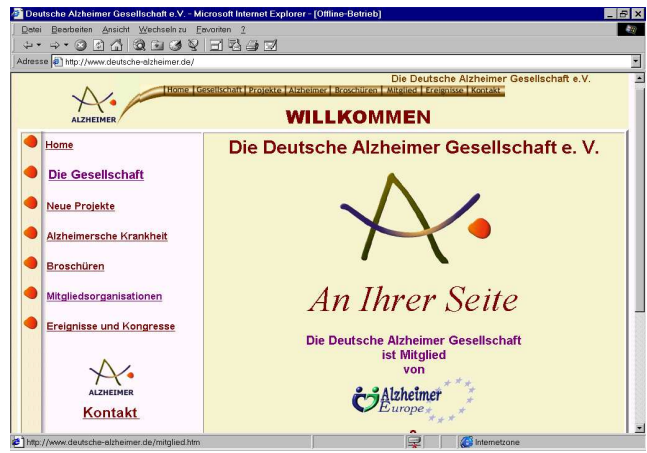 Deutsche Alzheimer Gesellschaft e.V. - Microsoft Internet Explorer - [Offline-Betrieb]
Datei Bearbeiten Ansicht Wechseln zu Favoriten ?
Adresse http://www.deutsche-alzheimer.de/
Die Deutsche Alzheimer Gesellschaft e.V.
Home | Gesellschaft | Projekte | Alzheimer | Broschüren | Mitglied | Ereignisse | Kontakt
ALZHEIMER
WILLKOMMEN
Home
Die Gesellschaft
Neue Projekte
Alzheimersche Krankheit
Broschüren
Mitgliedsorganisationen
Ereignisse und Kongresse
ALZHEIMER
Kontakt
Die Deutsche Alzheimer Gesellschaft e. V.
An Ihrer Seite
Die Deutsche Alzheimer Gesellschaft
ist Mitglied
von
Alzheimer
Europe
http://www.deutsche-alzheimer.de/mitglied.htm
Internetzone